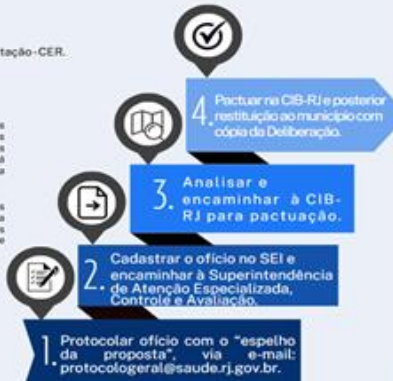 tação-CER.
s
s
s
s
à
a
s
a
s
s
e
4. Pactuar na CIB-RJ e posterior
restituição ao município com
cópia da Deliberação.
3. Analisar e
encaminhar à CIB-
RJ para pactuação.
2. Cadastrar o ofício no SEI e
encaminhar à Superintendência
de Atenção Especializada,
Controle e Avaliação.
1. Protocolar ofício com o "espelho
da proposta", via e-mail:
protocologeral@saude.rj.gov.br.